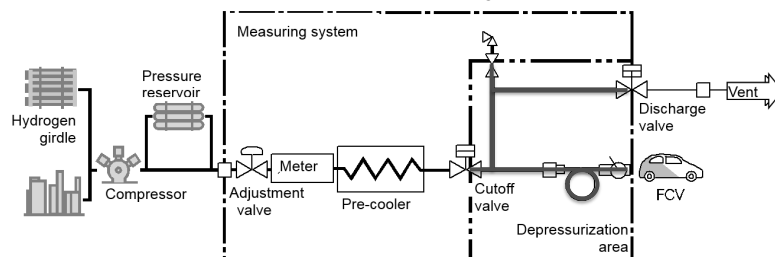 Measuring system
Pressure
reservoir
Hydrogen
girdle
Compressor
Adjustment
valve
Meter
Pre-cooler
Cutoff
valve
Discharge
valve
Vent
FCV
Depressurization
area